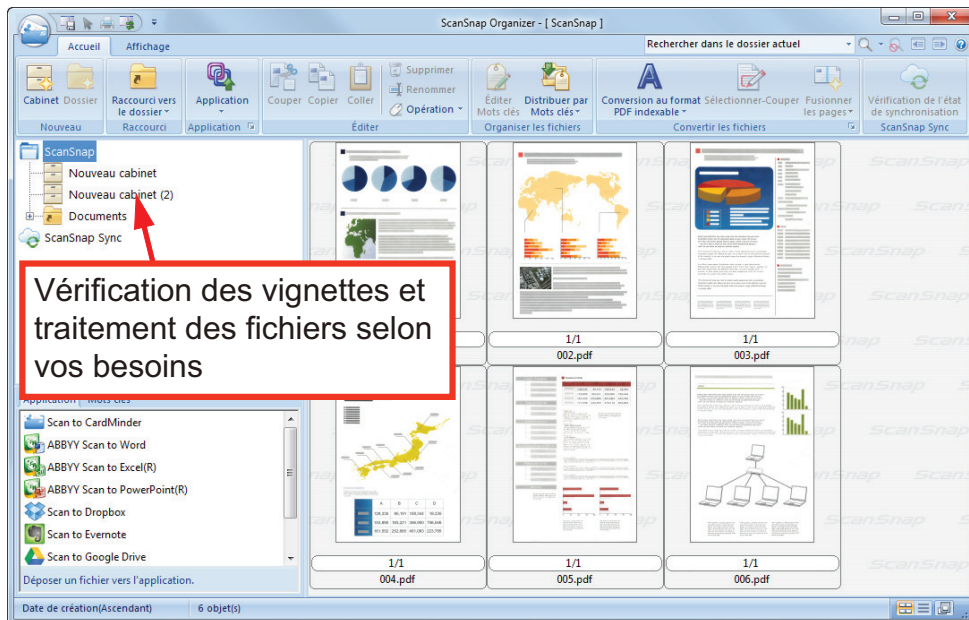 ScanSnap Organizer - [ ScanSnap ]
Accueil Affichage
Rechercher dans le dossier actuel
Cabinet Dossier
Nouveau
Raccourci vers
le dossier
Raccourci
Application
Application
Couper Copier Coller
Supprimer
Renommer
Opération
Éditer
Éditer
Mots clés
Distribuer par
Mots clés
Organiser les fichiers
Conversion au format
PDF indexable
Sélectionner-Couper
Fusionner
les pages
Convertir les fichiers
Vérification de l'état
de synchronisation
ScanSnap Sync
ScanSnap
Nouveau cabinet
Nouveau cabinet (2)
Documents
ScanSnap Sync
Vérification des vignettes et
traitement des fichiers selon
vos besoins
1/1
002.pdf
1/1
003.pdf
Application Mots clés
Scan to CardMinder
ABBYY Scan to Word
ABBYY Scan to Excel(R)
ABBYY Scan to PowerPoint(R)
Scan to Dropbox
Scan to Evernote
Scan to Google Drive
Déposer un fichier vers l'application.
A B C D
1/1
004.pdf
1/1
005.pdf
1/1
006.pdf
Date de création(Ascendant) 6 objet(s)